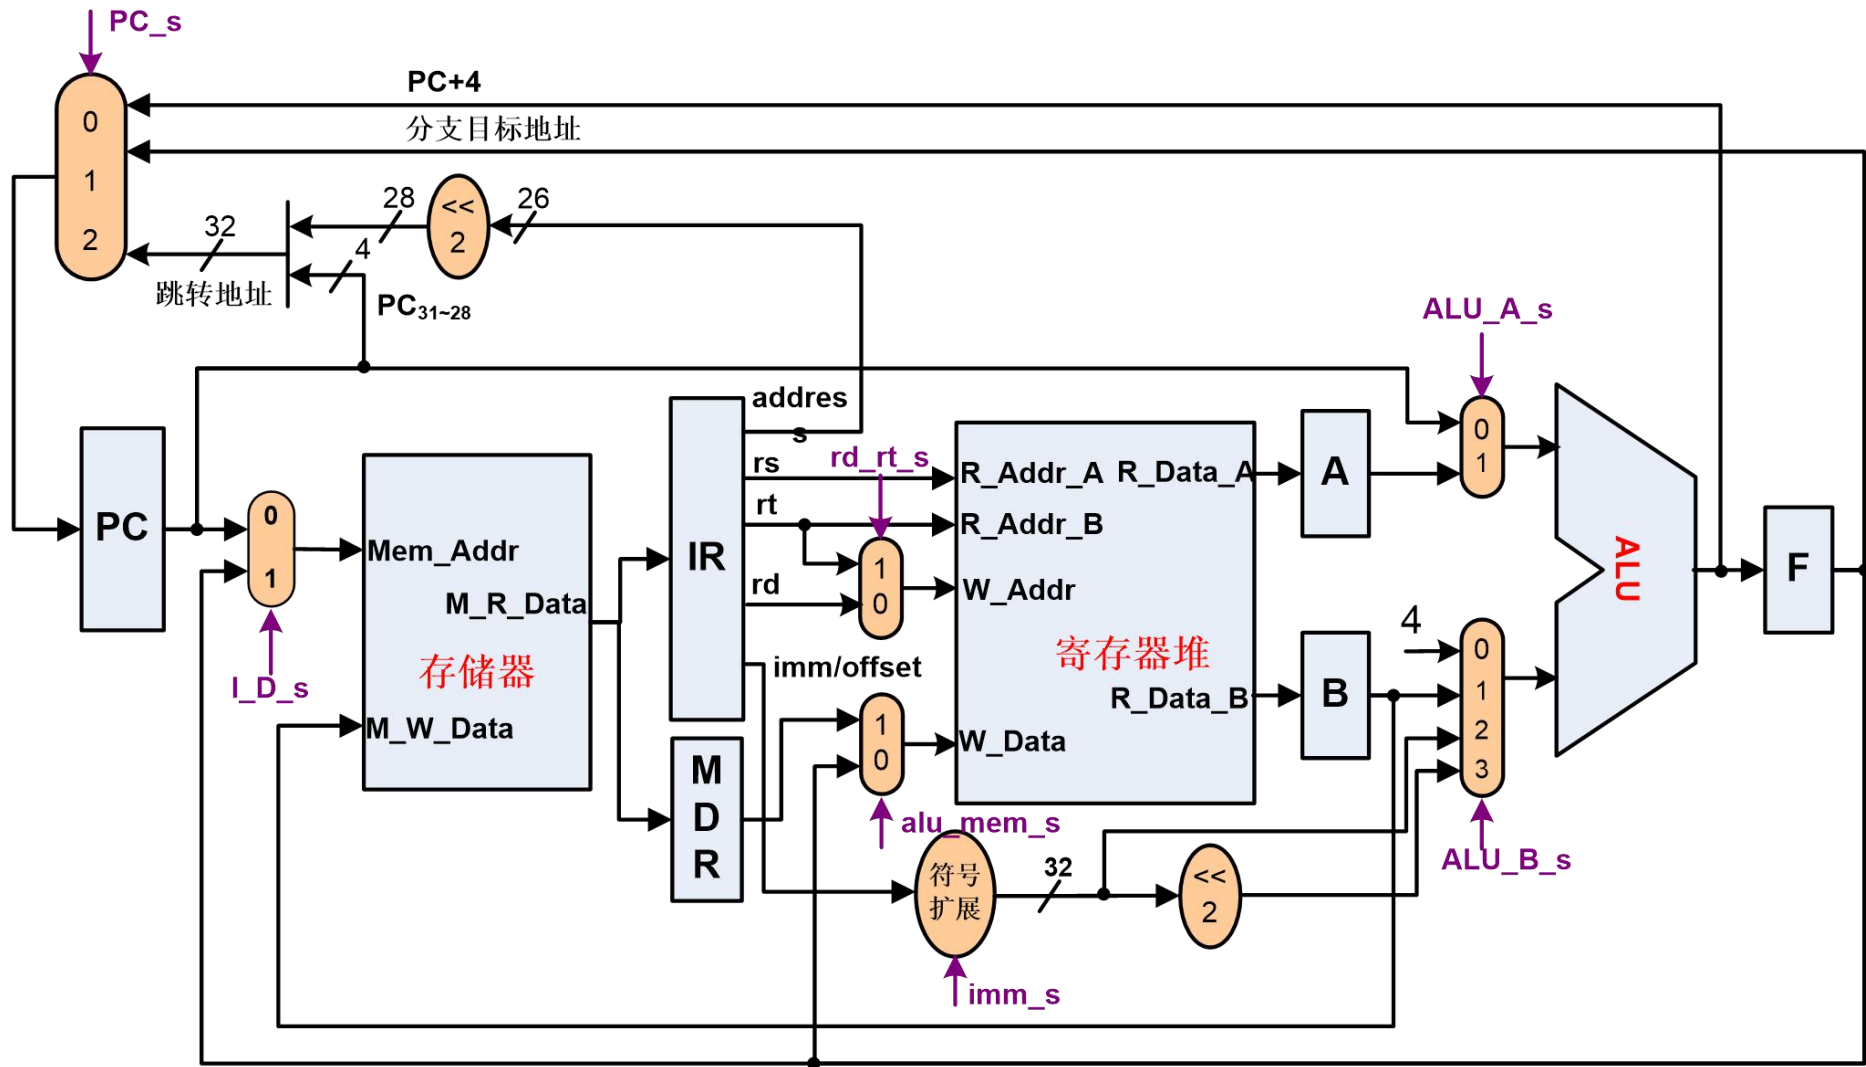 PC_s
PC+4
分支目标地址
0
1
2
28
<<
2
26
32
4
跳转地址
PC31~28
ALU_A_s
addres
s
rs
rd_rt_s
rt
rd
imm/offset
PC
0
1
I_D_s
Mem_Addr
M_R_Data
存储器
M_W_Data
IR
M
D
R
1
0
1
0
alu_mem_s
R_Addr_A
R_Data_A
R_Addr_B
W_Addr
寄存器堆
R_Data_B
W_Data
A
B
0
1
4
0
1
2
3
ALU_B_s
ALU
F
符号
扩展
imm_s
32
<<
2